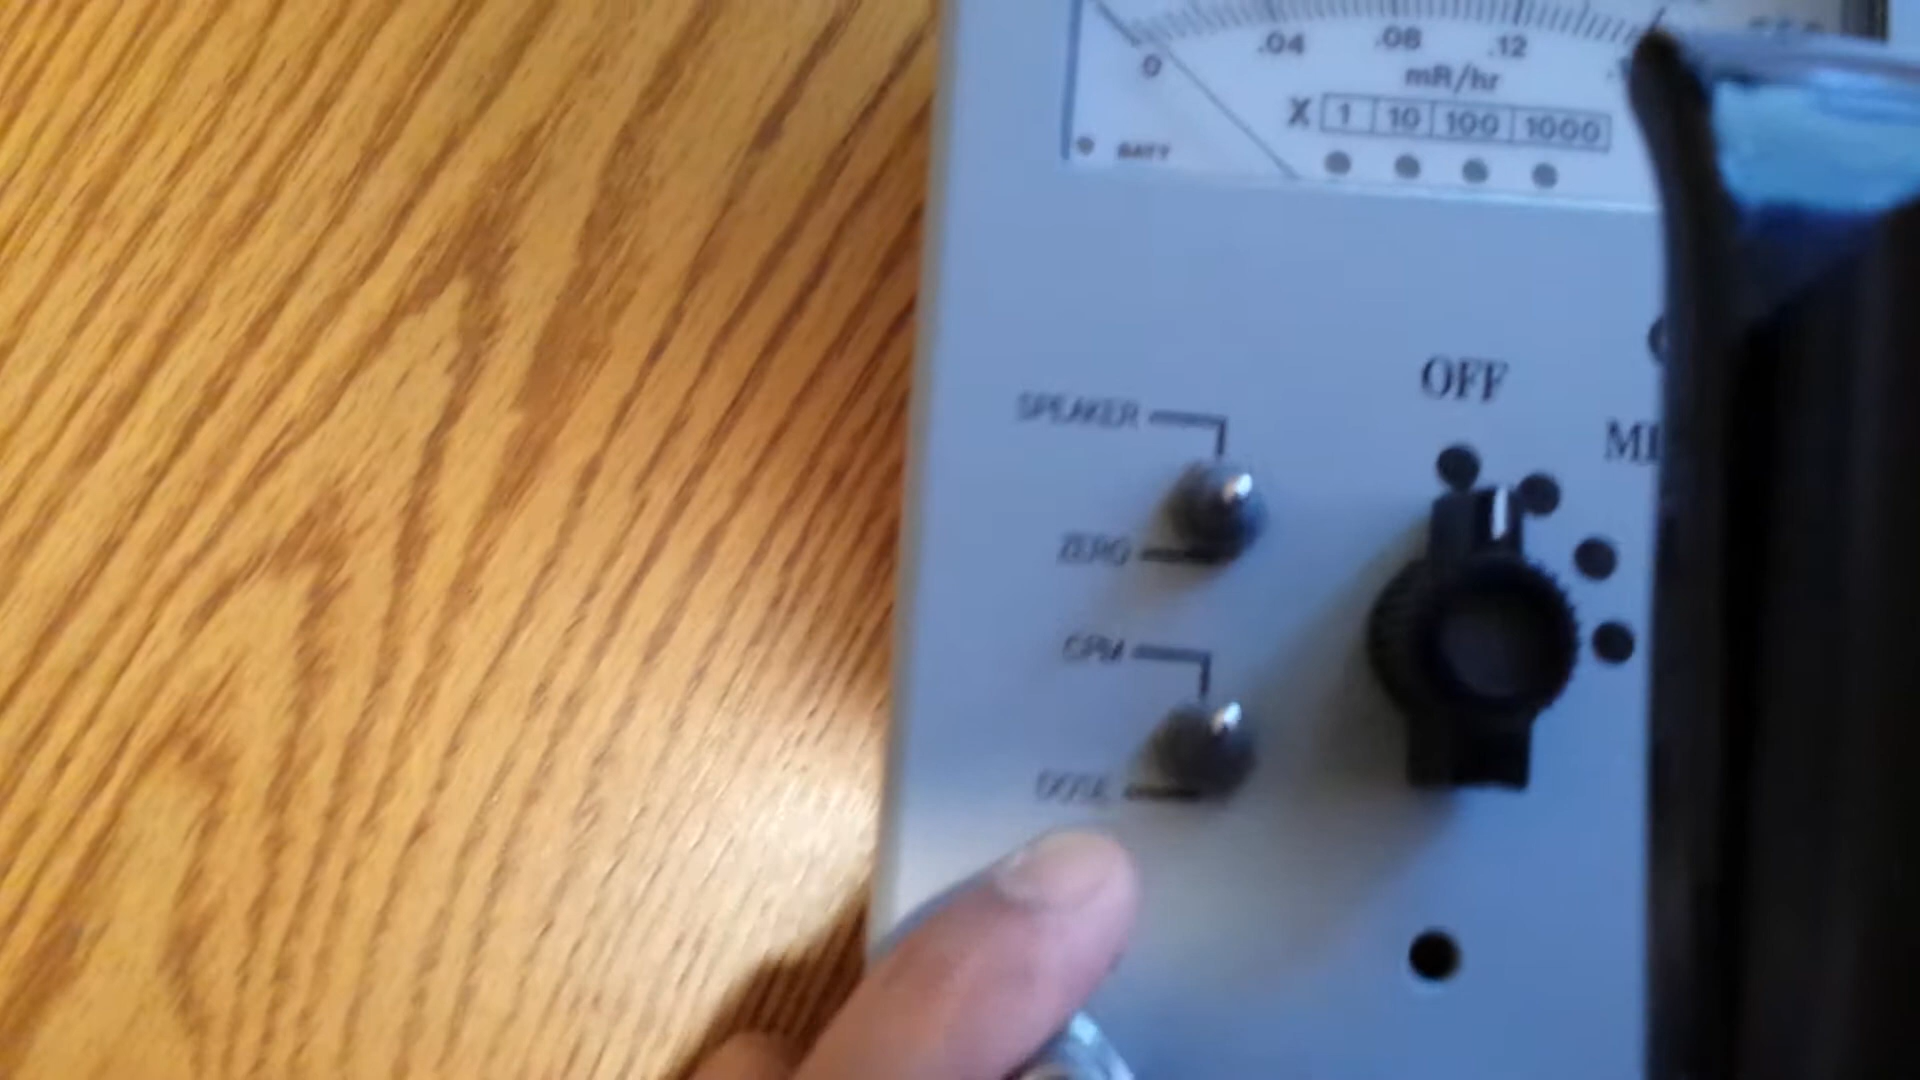 0 .04 .08 .12
mR/hr
X 1 10 100 1000
BATT
OFF
SPEAKER
ZERO
CPM
DOSE